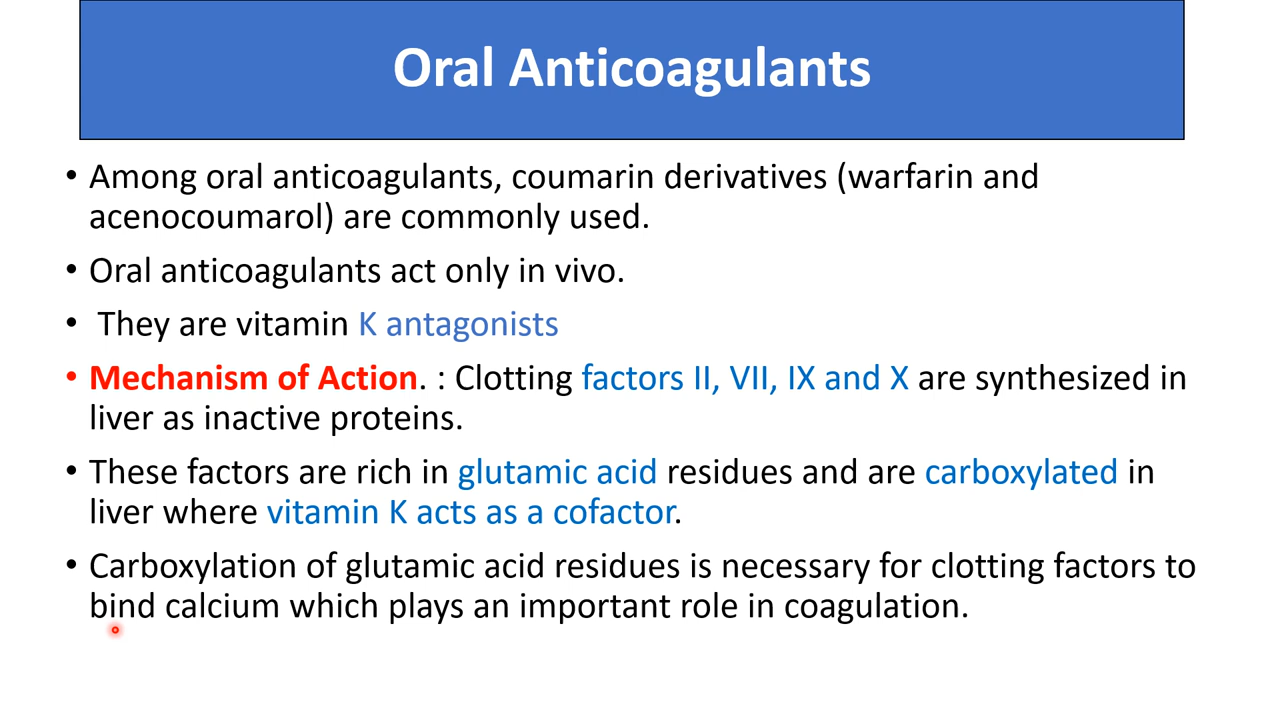 Oral Anticoagulants
• Among oral anticoagulants, coumarin derivatives (warfarin and
acenocoumarol) are commonly used.
• Oral anticoagulants act only in vivo.
• They are vitamin K antagonists
• Mechanism of Action. : Clotting factors II, VII, IX and X are synthesized in
liver as inactive proteins.
• These factors are rich in glutamic acid residues and are carboxylated in
liver where vitamin K acts as a cofactor.
• Carboxylation of glutamic acid residues is necessary for clotting factors to
bind calcium which plays an important role in coagulation.